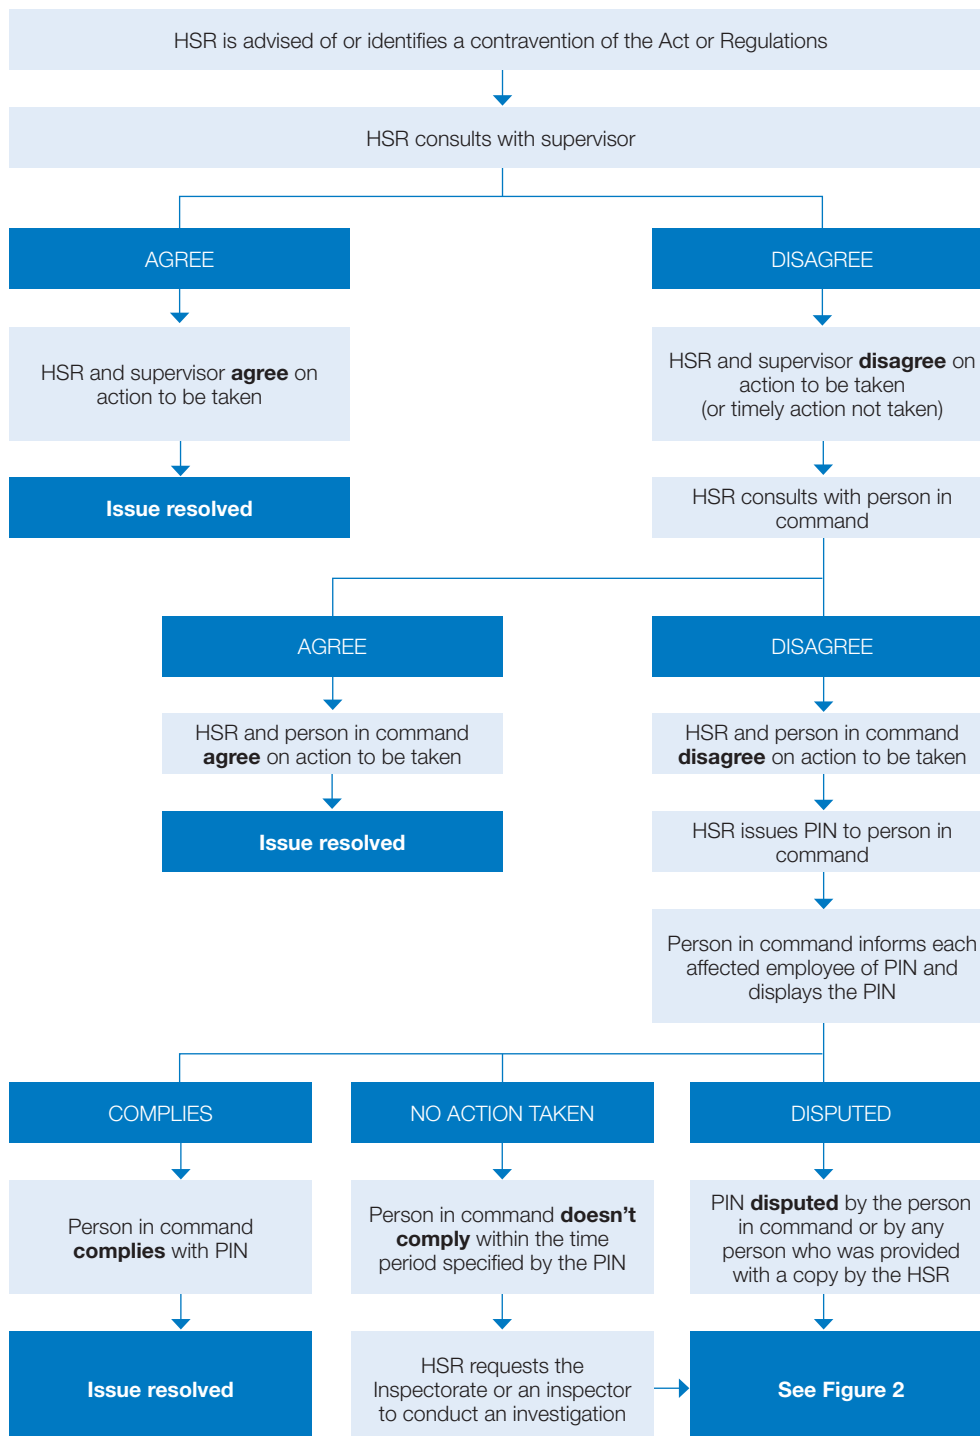 HSR is advised of or identifies a contravention of the Act or Regulations
HSR consults with supervisor
AGREE
DISAGREE
HSR and supervisor agree on
action to be taken
HSR and supervisor disagree on
action to be taken
(or timely action not taken)
Issue resolved
HSR consults with person in
command
AGREE
DISAGREE
HSR and person in command
agree on action to be taken
HSR and person in command
disagree on action to be taken
Issue resolved
HSR issues PIN to person in
command
Person in command informs each
affected employee of PIN and
displays the PIN
COMPLIES
NO ACTION TAKEN
DISPUTED
Person in command
complies with PIN
Person in command doesn't
comply within the time
period specified by the PIN
PIN disputed by the person
in command or by any
person who was provided
with a copy by the HSR
Issue resolved
HSR requests the
Inspectorate or an inspector
to conduct an investigation
See Figure 2